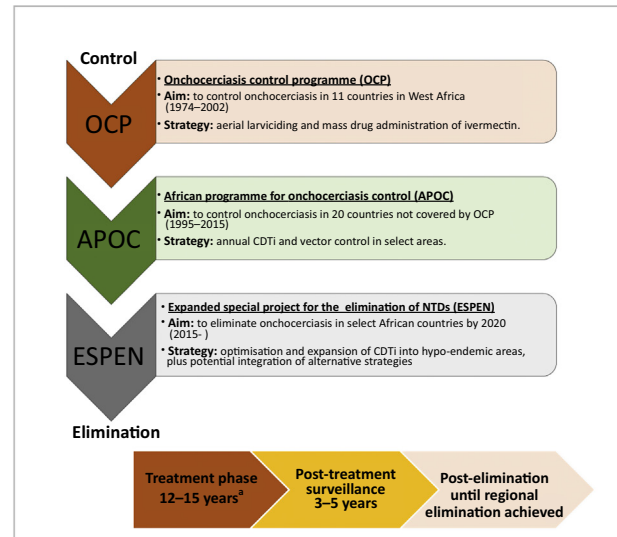 Control
OCP
• Onchocerciasis control programme (OCP)
• Aim: to control onchocerciasis in 11 countries in West Africa
(1974–2002)
• Strategy: aerial larviciding and mass drug administration of ivermectin.
APOC
• African programme for onchocerciasis control (APOC)
• Aim: to control onchocerciasis in 20 countries not covered by OCP
(1995–2015)
• Strategy: annual CDTi and vector control in select areas.
ESPEN
• Expanded special project for the elimination of NTDs (ESPEN)
• Aim: to eliminate onchocerciasis in select African countries by 2020
(2015- )
• Strategy: optimisation and expansion of CDTi into hypo-endemic areas,
plus potential integration of alternative strategies
Elimination
Treatment phase
12–15 yearsᵃ
Post-treatment
surveillance
3–5 years
Post-elimination
until regional
elimination achieved